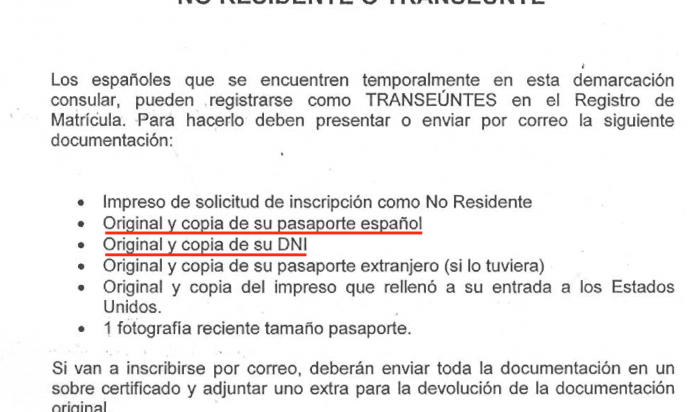 NO RESIDENTE O TRANSEUNTE
Los españoles que se encuentren temporalmente en esta demarcación
consular, pueden registrarse como TRANSEÚNTES en el Registro de
Matrícula. Para hacerlo deben presentar o enviar por correo la siguiente
documentación:
• Impreso de solicitud de inscripción como No Residente
• Original y copia de su pasaporte español
• Original y copia de su DNI
• Original y copia de su pasaporte extranjero (si lo tuviera)
• Original y copia del impreso que rellenó a su entrada a los Estados
Unidos.
• 1 fotografía reciente tamaño pasaporte.
Si van a inscribirse por correo, deberán enviar toda la documentación en un
sobre certificado y adjuntar uno extra para la devolución de la documentación
original.